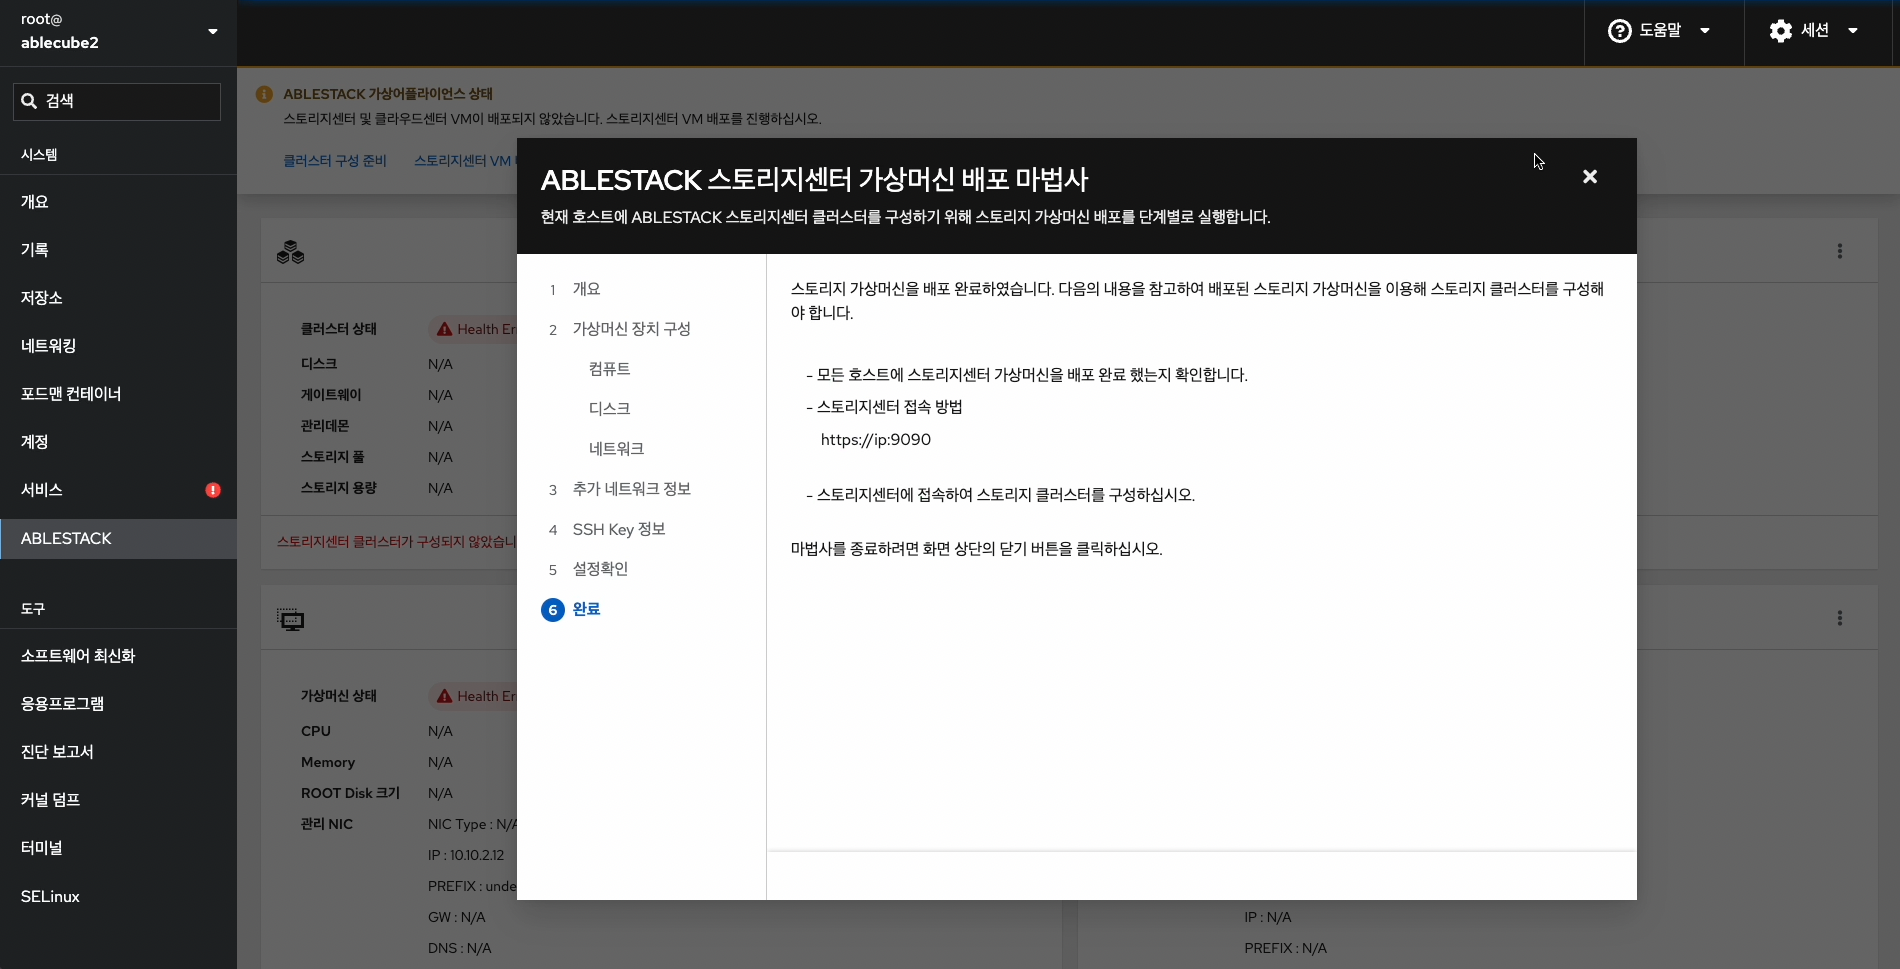 root@
ablecube2
도움말
세션
검색
시스템
개요
기록
저장소
네트워킹
포드맨 컨테이너
계정
서비스
ABLESTACK
도구
소프트웨어 최신화
응용프로그램
진단 보고서
커널 덤프
터미널
SELinux
ABLESTACK 가상어플라이언스 상태
스토리지센터 및 클라우드센터 VM이 배포되지 않았습니다. 스토리지센터 VM 배포를 진행하십시오.
클러스터 구성 준비 스토리지센터 VM
클러스터 상태 Health Er
디스크 N/A
게이트웨이 N/A
관리데몬 N/A
스토리지 풀 N/A
스토리지 용량 N/A
스토리지센터 클러스터가 구성되지 않았습니
가상머신 상태 Health Er
CPU N/A
Memory N/A
ROOT Disk 크기 N/A
관리 NIC NIC Type : N/A
IP : 10.10.2.12
PREFIX : unde
GW : N/A
DNS : N/A
IP : N/A
PREFIX : N/A
ABLESTACK 스토리지센터 가상머신 배포 마법사
현재 호스트에 ABLESTACK 스토리지센터 클러스터를 구성하기 위해 스토리지 가상머신 배포를 단계별로 실행합니다.
1 개요
2 가상머신 장치 구성
컴퓨트
디스크
네트워크
3 추가 네트워크 정보
4 SSH Key 정보
5 설정확인
6 완료
스토리지 가상머신을 배포 완료하였습니다. 다음의 내용을 참고하여 배포된 스토리지 가상머신을 이용해 스토리지 클러스터를 구성해
야 합니다.
- 모든 호스트에 스토리지센터 가상머신을 배포 완료 했는지 확인합니다.
- 스토리지센터 접속 방법
https://ip:9090
- 스토리지센터에 접속하여 스토리지 클러스터를 구성하십시오.
마법사를 종료하려면 화면 상단의 닫기 버튼을 클릭하십시오.